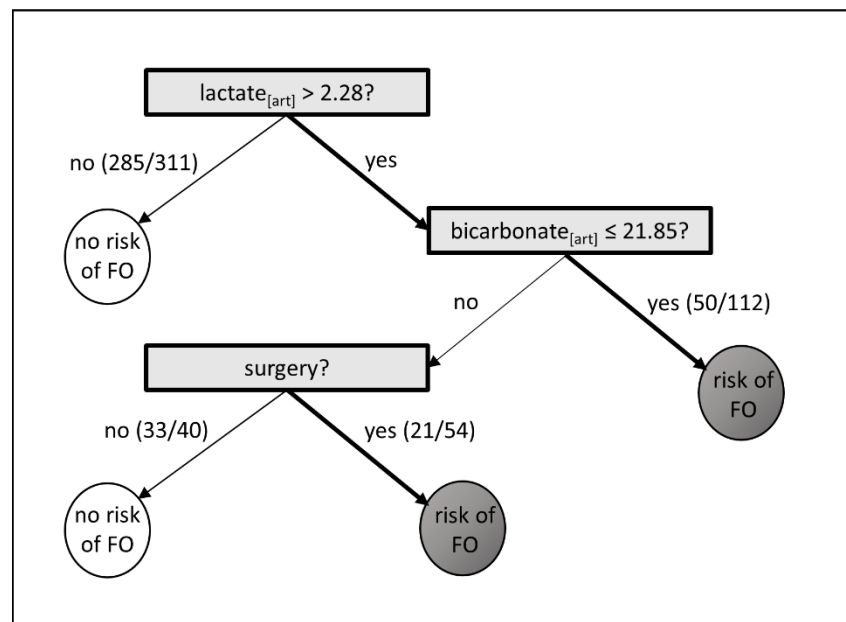 lactate[art] > 2.28?
no (285/311)
yes
no risk
of FO
bicarbonate[art] ≤ 21.85?
no
yes (50/112)
surgery?
risk of
FO
no (33/40)
yes (21/54)
no risk
of FO
risk of
FO